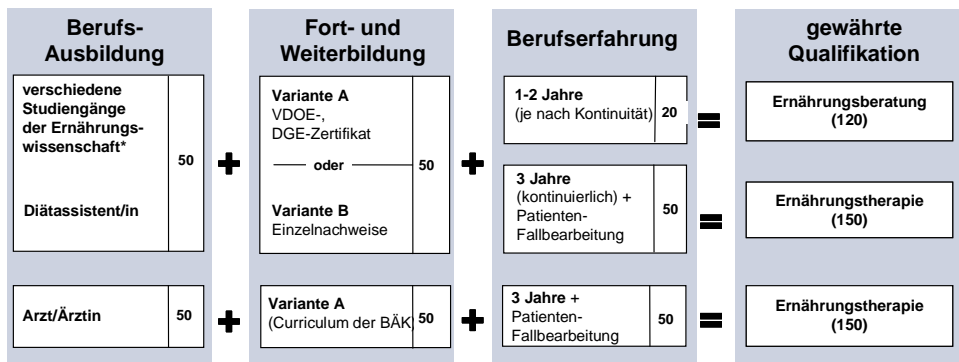 Berufs-
Ausbildung
verschiedene
Studiengänge
der Ernährungs-
wissenschaft*
Diätassistent/in
50
Arzt/Ärztin
50
+
+
Fort- und
Weiterbildung
Variante A
VDOE-,
DGE-Zertifikat
oder
Variante B
Einzelnachweise
50
Variante A
(Curriculum der BÄK)
50
+
+
Berufserfahrung
1-2 Jahre
(je nach Kontinuität)
20
3 Jahre
(kontinuierlich) +
Patienten-
Fallbearbeitung
50
3 Jahre +
Patienten-
Fallbearbeitung
50
=
=
=
gewährte
Qualifikation
Ernährungsberatung
(120)
Ernährungstherapie
(150)
Ernährungstherapie
(150)